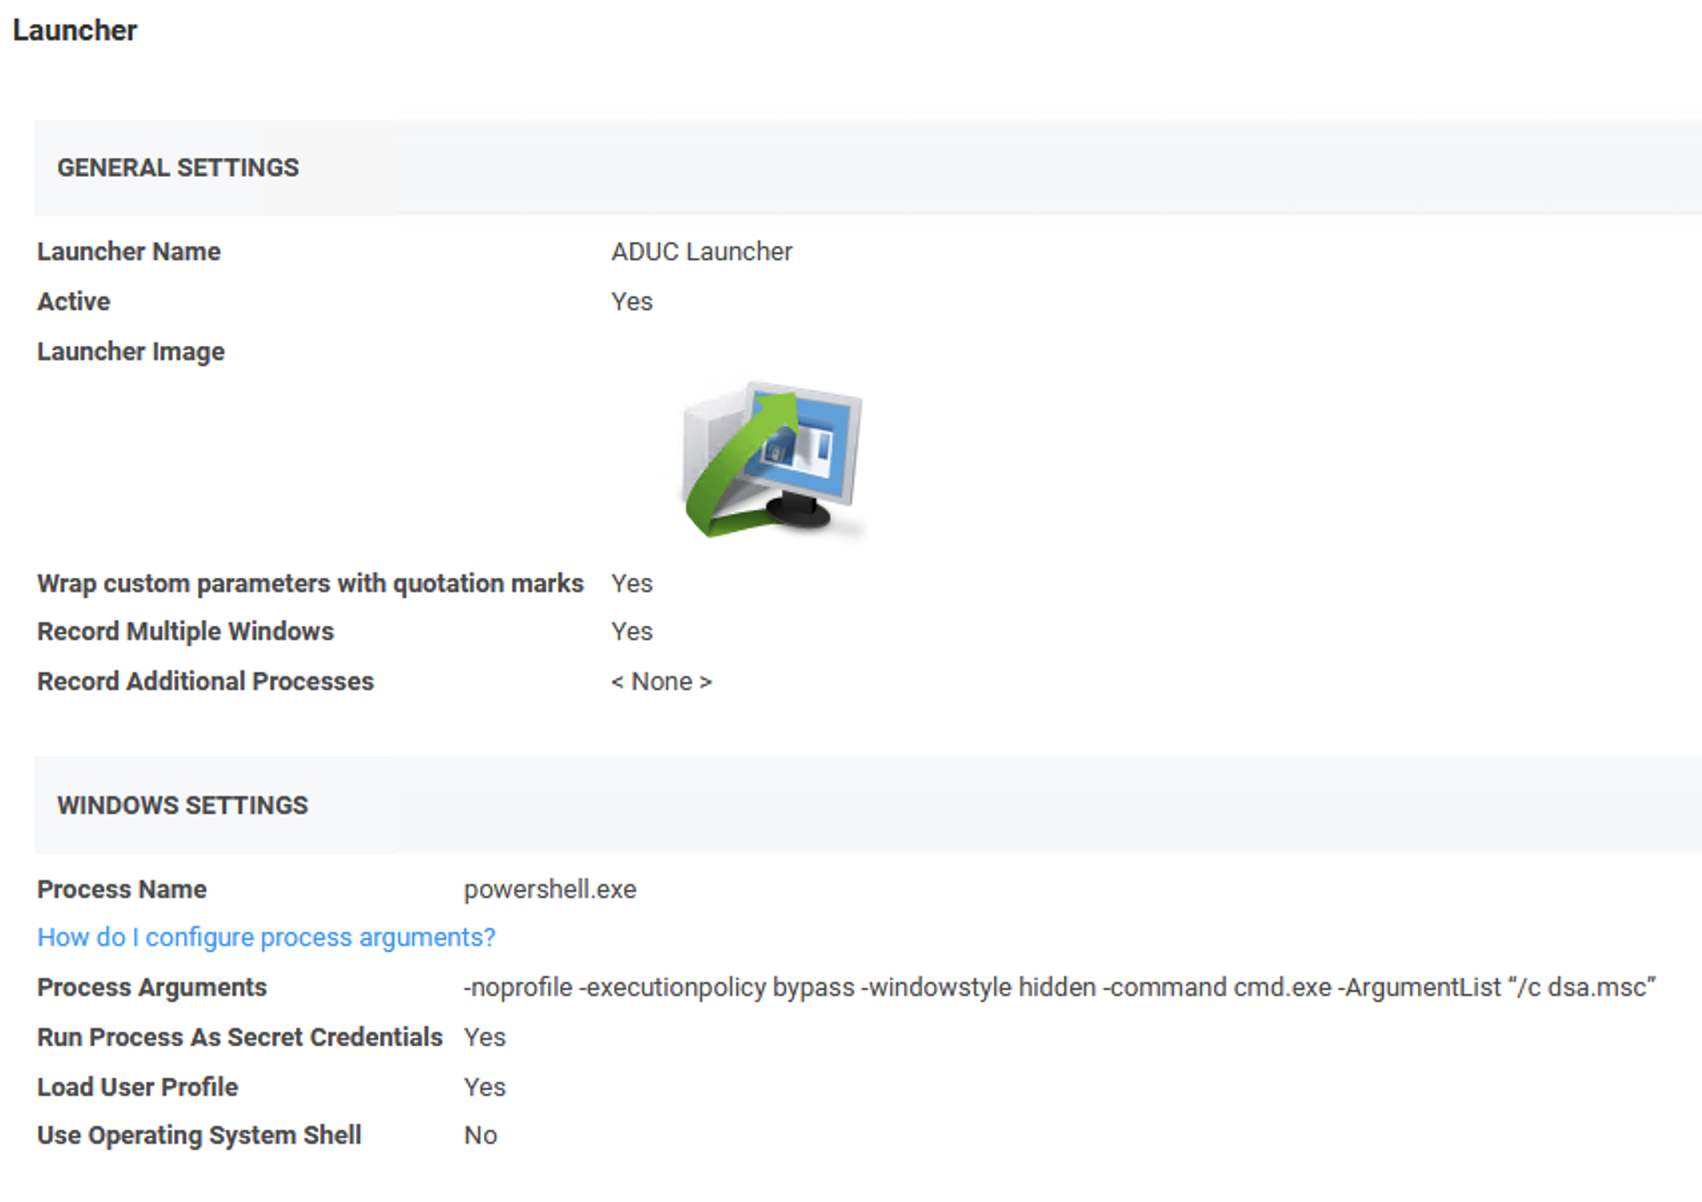 Launcher
GENERAL SETTINGS
Launcher Name ADUC Launcher
Active Yes
Launcher Image
Wrap custom parameters with quotation marks Yes
Record Multiple Windows Yes
Record Additional Processes < None >
WINDOWS SETTINGS
Process Name powershell.exe
How do I configure process arguments?
Process Arguments -noprofile -executionpolicy bypass -windowstyle hidden -command cmd.exe -ArgumentList “/c dsa.msc”
Run Process As Secret Credentials Yes
Load User Profile Yes
Use Operating System Shell No